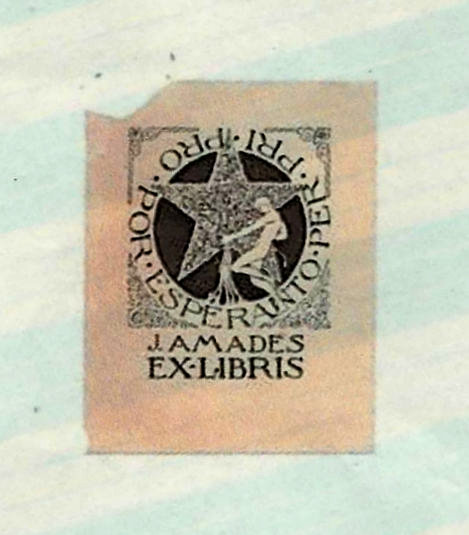 POR · ESPERANTO · PER · PRI · PRO ·
J. AMADES
EX-LIBRIS